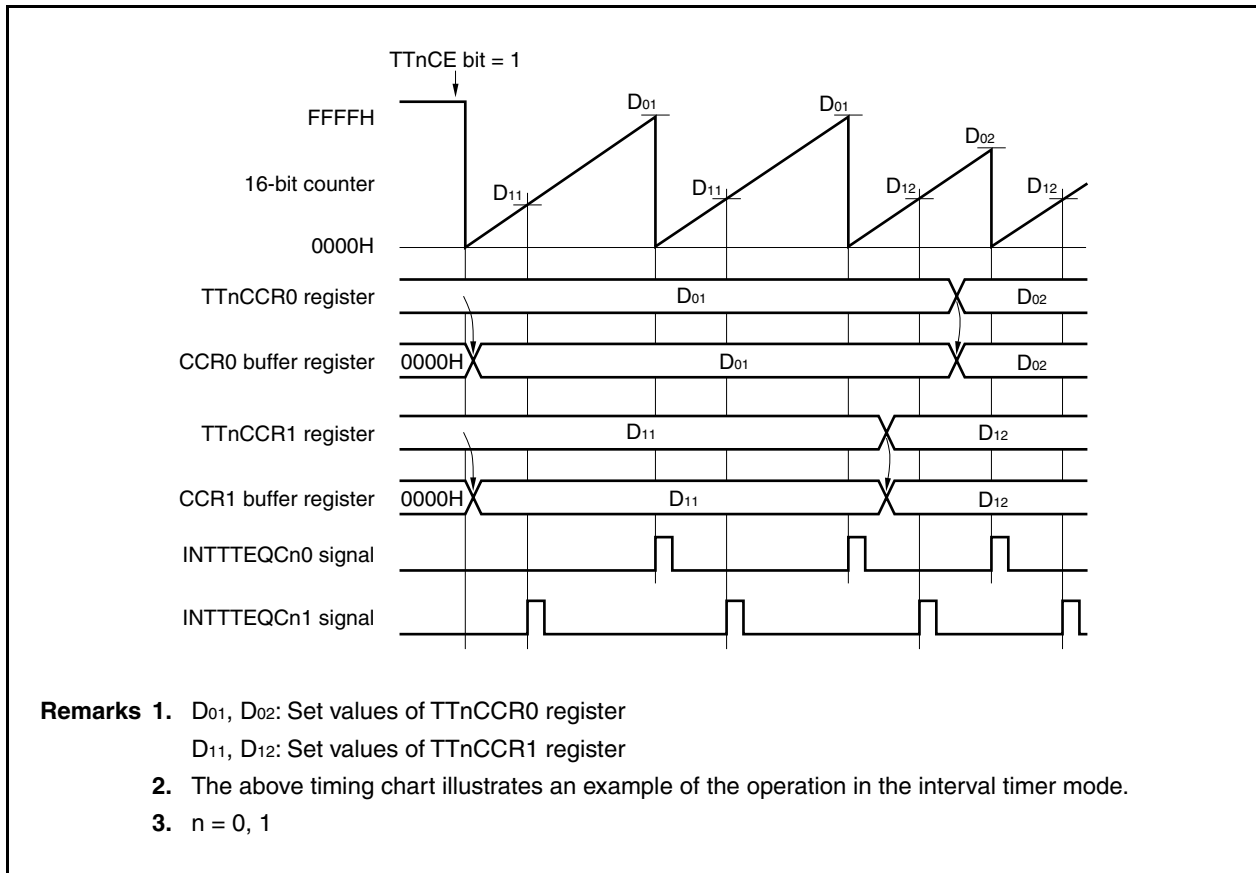 TTnCE bit = 1
FFFFH
D01
D01
D02
16-bit counter
D11
D11
D12
D12
0000H
TTnCCR0 register
D01
D02
CCR0 buffer register
0000H
D01
D02
TTnCCR1 register
D11
D12
CCR1 buffer register
0000H
D11
D12
INTTTEQCn0 signal
INTTTEQCn1 signal
Remarks 1. D01, D02: Set values of TTnCCR0 register
D11, D12: Set values of TTnCCR1 register
2. The above timing chart illustrates an example of the operation in the interval timer mode.
3. n = 0, 1